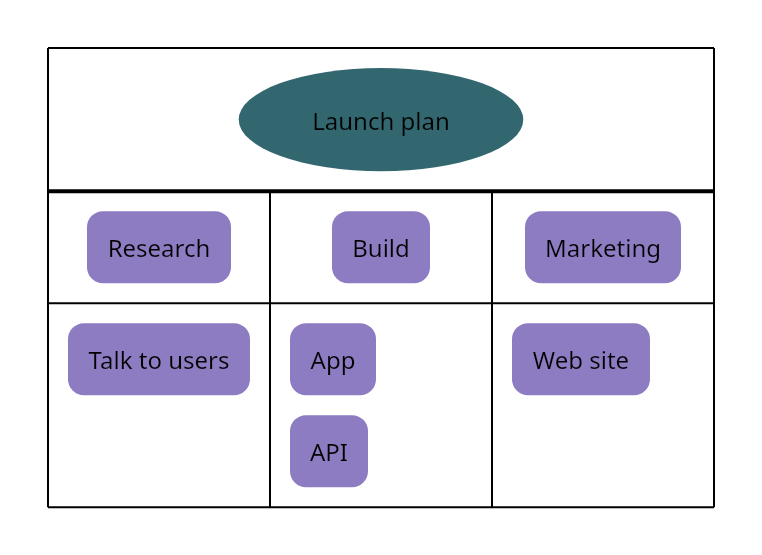 Launch plan
Research
Build
Marketing
Talk to users
App
Web site
API